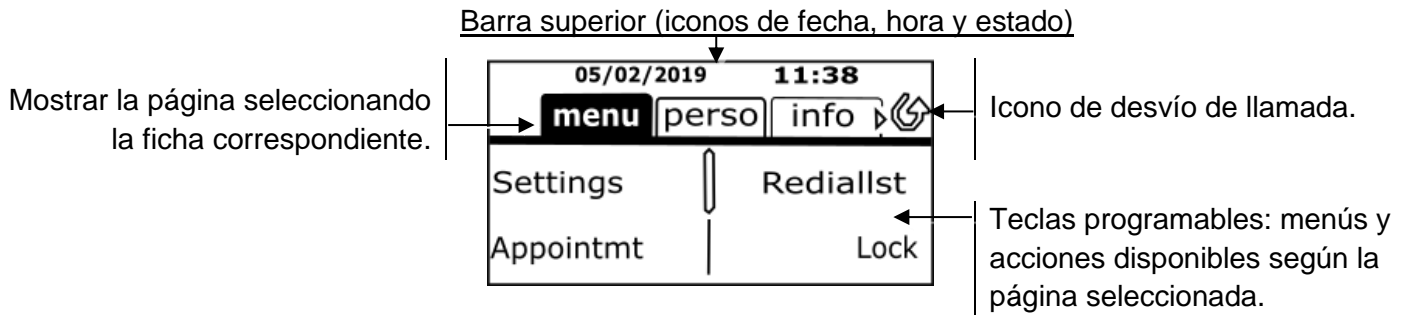 Barra superior (iconos de fecha, hora y estado)
05/02/2019 11:38
Mostrar la página seleccionando
la ficha correspondiente.
menu perso info
Icono de desvío de llamada.
Settings Rediallst
Appointmt Lock
Teclas programables: menús y
acciones disponibles según la
página seleccionada.